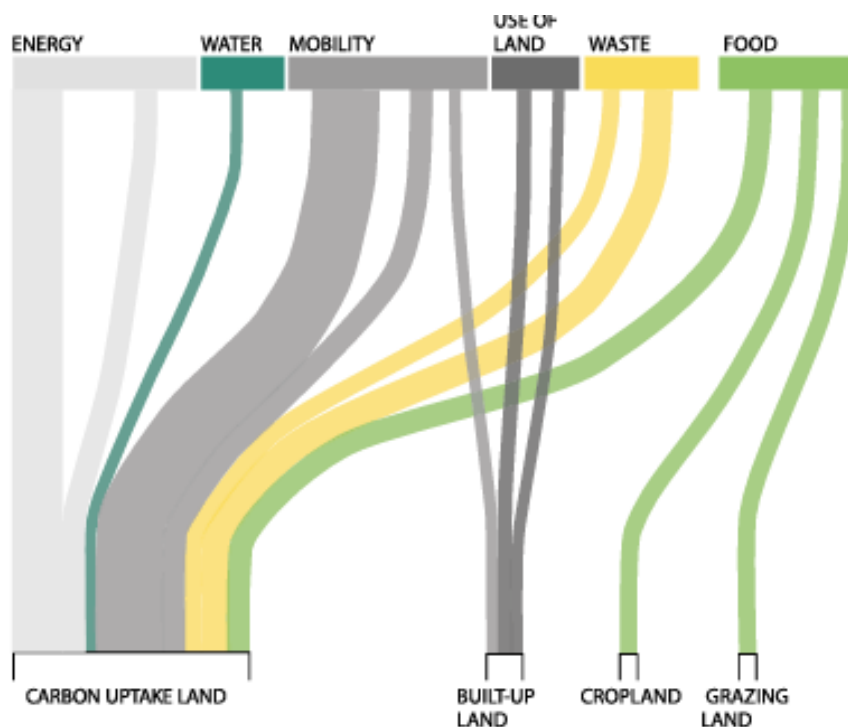 ENERGY
WATER
MOBILITY
USE OF
LAND
WASTE
FOOD
CARBON UPTAKE LAND
BUILT-UP
LAND
CROPLAND
GRAZING
LAND